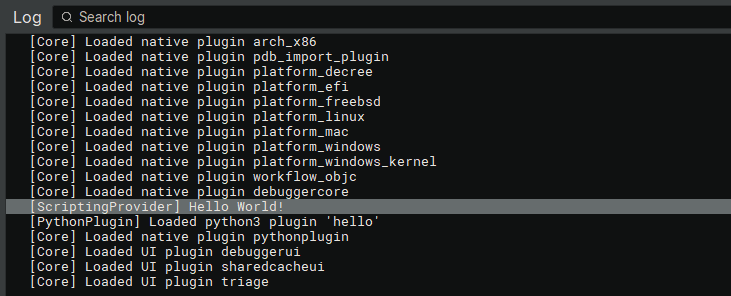 Log
Search log
[Core] Loaded native plugin arch_x86
[Core] Loaded native plugin pdb_import_plugin
[Core] Loaded native plugin platform_decree
[Core] Loaded native plugin platform_efi
[Core] Loaded native plugin platform_freebsd
[Core] Loaded native plugin platform_linux
[Core] Loaded native plugin platform_mac
[Core] Loaded native plugin platform_windows
[Core] Loaded native plugin platform_windows_kernel
[Core] Loaded native plugin workflow_objc
[Core] Loaded native plugin debuggercore
[ScriptingProvider] Hello World!
[PythonPlugin] Loaded python3 plugin 'hello'
[Core] Loaded native plugin pythonplugin
[Core] Loaded UI plugin debuggerui
[Core] Loaded UI plugin sharedcacheui
[Core] Loaded UI plugin triage